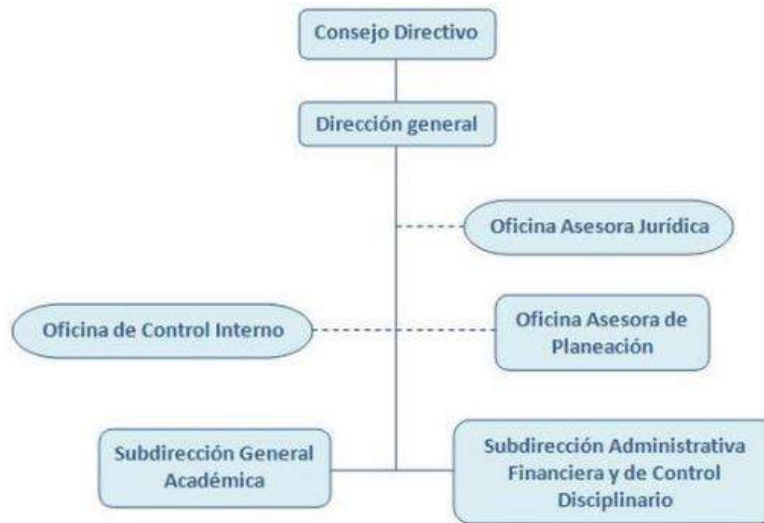 Consejo Directivo
Dirección general
Oficina Asesora Jurídica
Oficina de Control Interno
Oficina Asesora de
Planeación
Subdirección General
Académica
Subdirección Administrativa
Financiera y de Control
Disciplinario